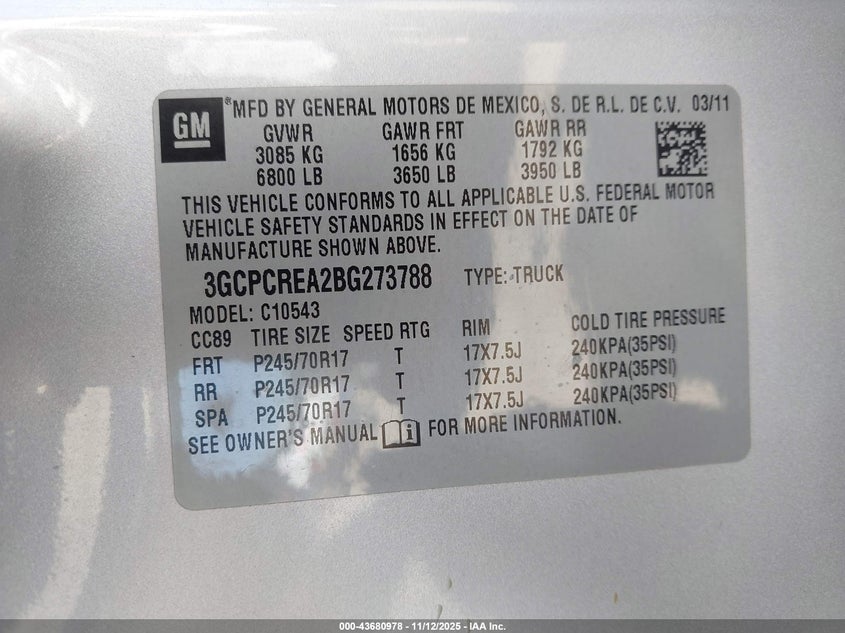 GM
*MFD BY GENERAL MOTORS DE MEXICO, S. DE R.L. DE C.V. 03/11
GVWR GAWR FRT GAWR RR
3085 KG 1656 KG 1792 KG
6800 LB 3650 LB 3950 LB
THIS VEHICLE CONFORMS TO ALL APPLICABLE U.S. FEDERAL MOTOR
VEHICLE SAFETY STANDARDS IN EFFECT ON THE DATE OF
MANUFACTURE SHOWN ABOVE.
3GCPCREA2BG273788 TYPE: TRUCK
MODEL: C10543
CC89 TIRE SIZE SPEED RTG RIM COLD TIRE PRESSURE
FRT P245/70R17 T 17X7.5J 240KPA(35PSI)
RR P245/70R17 T 17X7.5J 240KPA(35PSI)
SPA P245/70R17 T 17X7.5J 240KPA(35PSI)
SEE OWNER'S MANUAL FOR MORE INFORMATION.
000-43680978 - 11/12/2025 - IAA Inc.